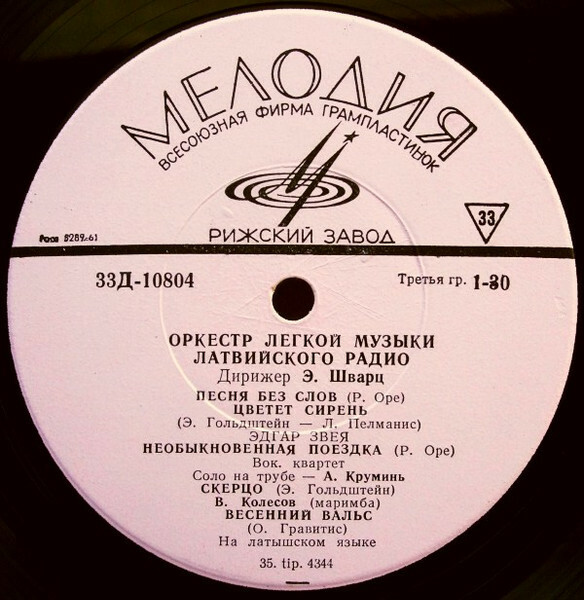 МЕЛОДИЯ
ВСЕСОЮЗНАЯ ФИРМА ГРАМПЛАСТИНОК
33
РИЖСКИЙ ЗАВОД
5289-61
33Д-10804
Третья гр. 1-30
ОРКЕСТР ЛЕГКОЙ МУЗЫКИ
ЛАТВИЙСКОГО РАДИО
Дирижер Э. Шварц
ПЕСНЯ БЕЗ СЛОВ (Р. Оре)
ЦВЕТЕТ СИРЕНЬ
(Э. Гольдштейн — Л. Пелманис)
ЭДГАР ЗВЕЯ
НЕОБЫКНОВЕННАЯ ПОЕЗДКА (Р. Оре)
Вок. квартет
Соло на трубе — А. Круминь
СКЕРЦО (Э. Гольдштейн)
В. Колесов (маримба)
ВЕСЕННИЙ ВАЛЬС
(О. Гравитис)
На латышском языке
35. tip. 4344